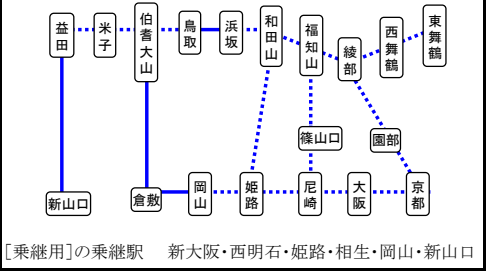 益田
米子
伯耆大山
鳥取
浜坂
和田山
福知山
綾部
西舞鶴
東舞鶴
篠山口
園部
新山口
倉敷
岡山
姫路
尼崎
大阪
京都
[乗継用]の乗継駅　新大阪・西明石・姫路・相生・岡山・新山口